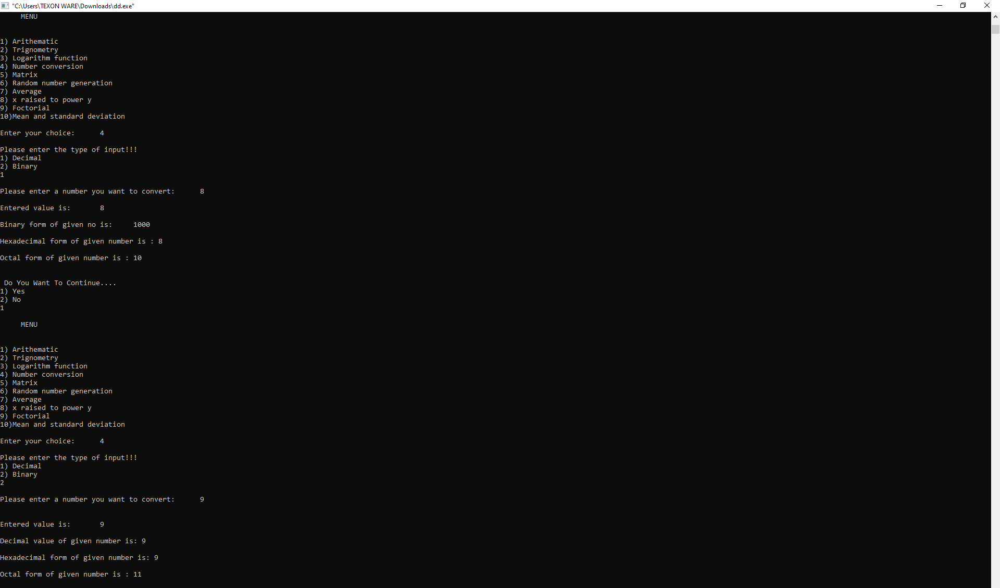 "C:\Users\TEXON WARE\Downloads\dd.exe"
MENU
1) Arithematic
2) Trignometry
3) Logarithm function
4) Number conversion
5) Matrix
6) Random number generation
7) Average
8) x raised to power y
9) Foctorial
10)Mean and standard deviation
Enter your choice: 4
Please enter the type of input!!!
1) Decimal
2) Binary
1
Please enter a number you want to convert: 8
Entered value is: 8
Binary form of given no is: 1000
Hexadecimal form of given number is : 8
Octal form of given number is : 10
Do You Want To Continue....
1) Yes
2) No
1
MENU
1) Arithematic
2) Trignometry
3) Logarithm function
4) Number conversion
5) Matrix
6) Random number generation
7) Average
8) x raised to power y
9) Foctorial
10)Mean and standard deviation
Enter your choice: 4
Please enter the type of input!!!
1) Decimal
2) Binary
2
Please enter a number you want to convert: 9
Entered value is: 9
Decimal value of given number is: 9
Hexadecimal form of given number is: 9
Octal form of given number is : 11